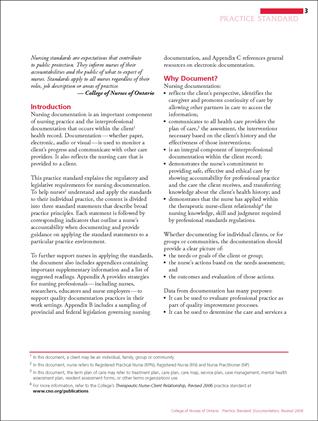 3
PRACTICE STANDARD
Nursing standards are expectations that contribute
to public protection. They inform nurses of their
accountabilities and the public of what to expect of
nurses. Standards apply to all nurses regardless of their
roles, job description or areas of practice.
— College of Nurses of Ontario
Introduction
Nursing documentation is an important component
of nursing practice and the interprofessional
documentation that occurs within the client¹
health record. Documentation — whether paper,
electronic, audio or visual — is used to monitor a
client's progress and communicate with other care
providers. It also reflects the nursing care that is
provided to a client.
This practice standard explains the regulatory and
legislative requirements for nursing documentation.
To help nurses² understand and apply the standards
to their individual practice, the content is divided
into three standard statements that describe broad
practice principles. Each statement is followed by
corresponding indicators that outline a nurse's
accountability when documenting and provide
guidance on applying the standard statements to a
particular practice environment.
To further support nurses in applying the standards,
the document also includes appendices containing
important supplementary information and a list of
suggested readings. Appendix A provides strategies
for nursing professionals — including nurses,
researchers, educators and nurse employers — to
support quality documentation practices in their
work settings. Appendix B includes a sampling of
provincial and federal legislation governing nursing
documentation, and Appendix C references general
resources on electronic documentation.
Why Document?
Nursing documentation:
• reflects the client's perspective, identifies the
caregiver and promotes continuity of care by
allowing other partners in care to access the
information;
• communicates to all health care providers the
plan of care,³ the assessment, the interventions
necessary based on the client's history and the
effectiveness of those interventions;
• is an integral component of interprofessional
documentation within the client record;
• demonstrates the nurse's commitment to
providing safe, effective and ethical care by
showing accountability for professional practice
and the care the client receives, and transferring
knowledge about the client's health history; and
• demonstrates that the nurse has applied within
the therapeutic nurse-client relationship⁴ the
nursing knowledge, skill and judgment required
by professional standards regulations.
Whether documenting for individual clients, or for
groups or communities, the documentation should
provide a clear picture of:
• the needs or goals of the client or group;
• the nurse's actions based on the needs assessment;
and
• the outcomes and evaluation of those actions.
Data from documentation has many purposes:
• It can be used to evaluate professional practice as
part of quality improvement processes.
• It can be used to determine the care and services a
1 In this document, a client may be an individual, family, group or community.
2 In this document, nurse refers to Registered Practical Nurse (RPN), Registered Nurse (RN) and Nurse Practitioner (NP).
3 In this document, the term plan of care may refer to treatment plan, care plan, care map, service plan, case management, mental health
assessment plan, resident assessment forms, or other terms organizations use.
4 For more information, refer to the College's Therapeutic Nurse-Client Relationship, Revised 2006 practice standard at
www.cno.org/publications.
College of Nurses of Ontario Practice Standard: Documentation, Revised 2008